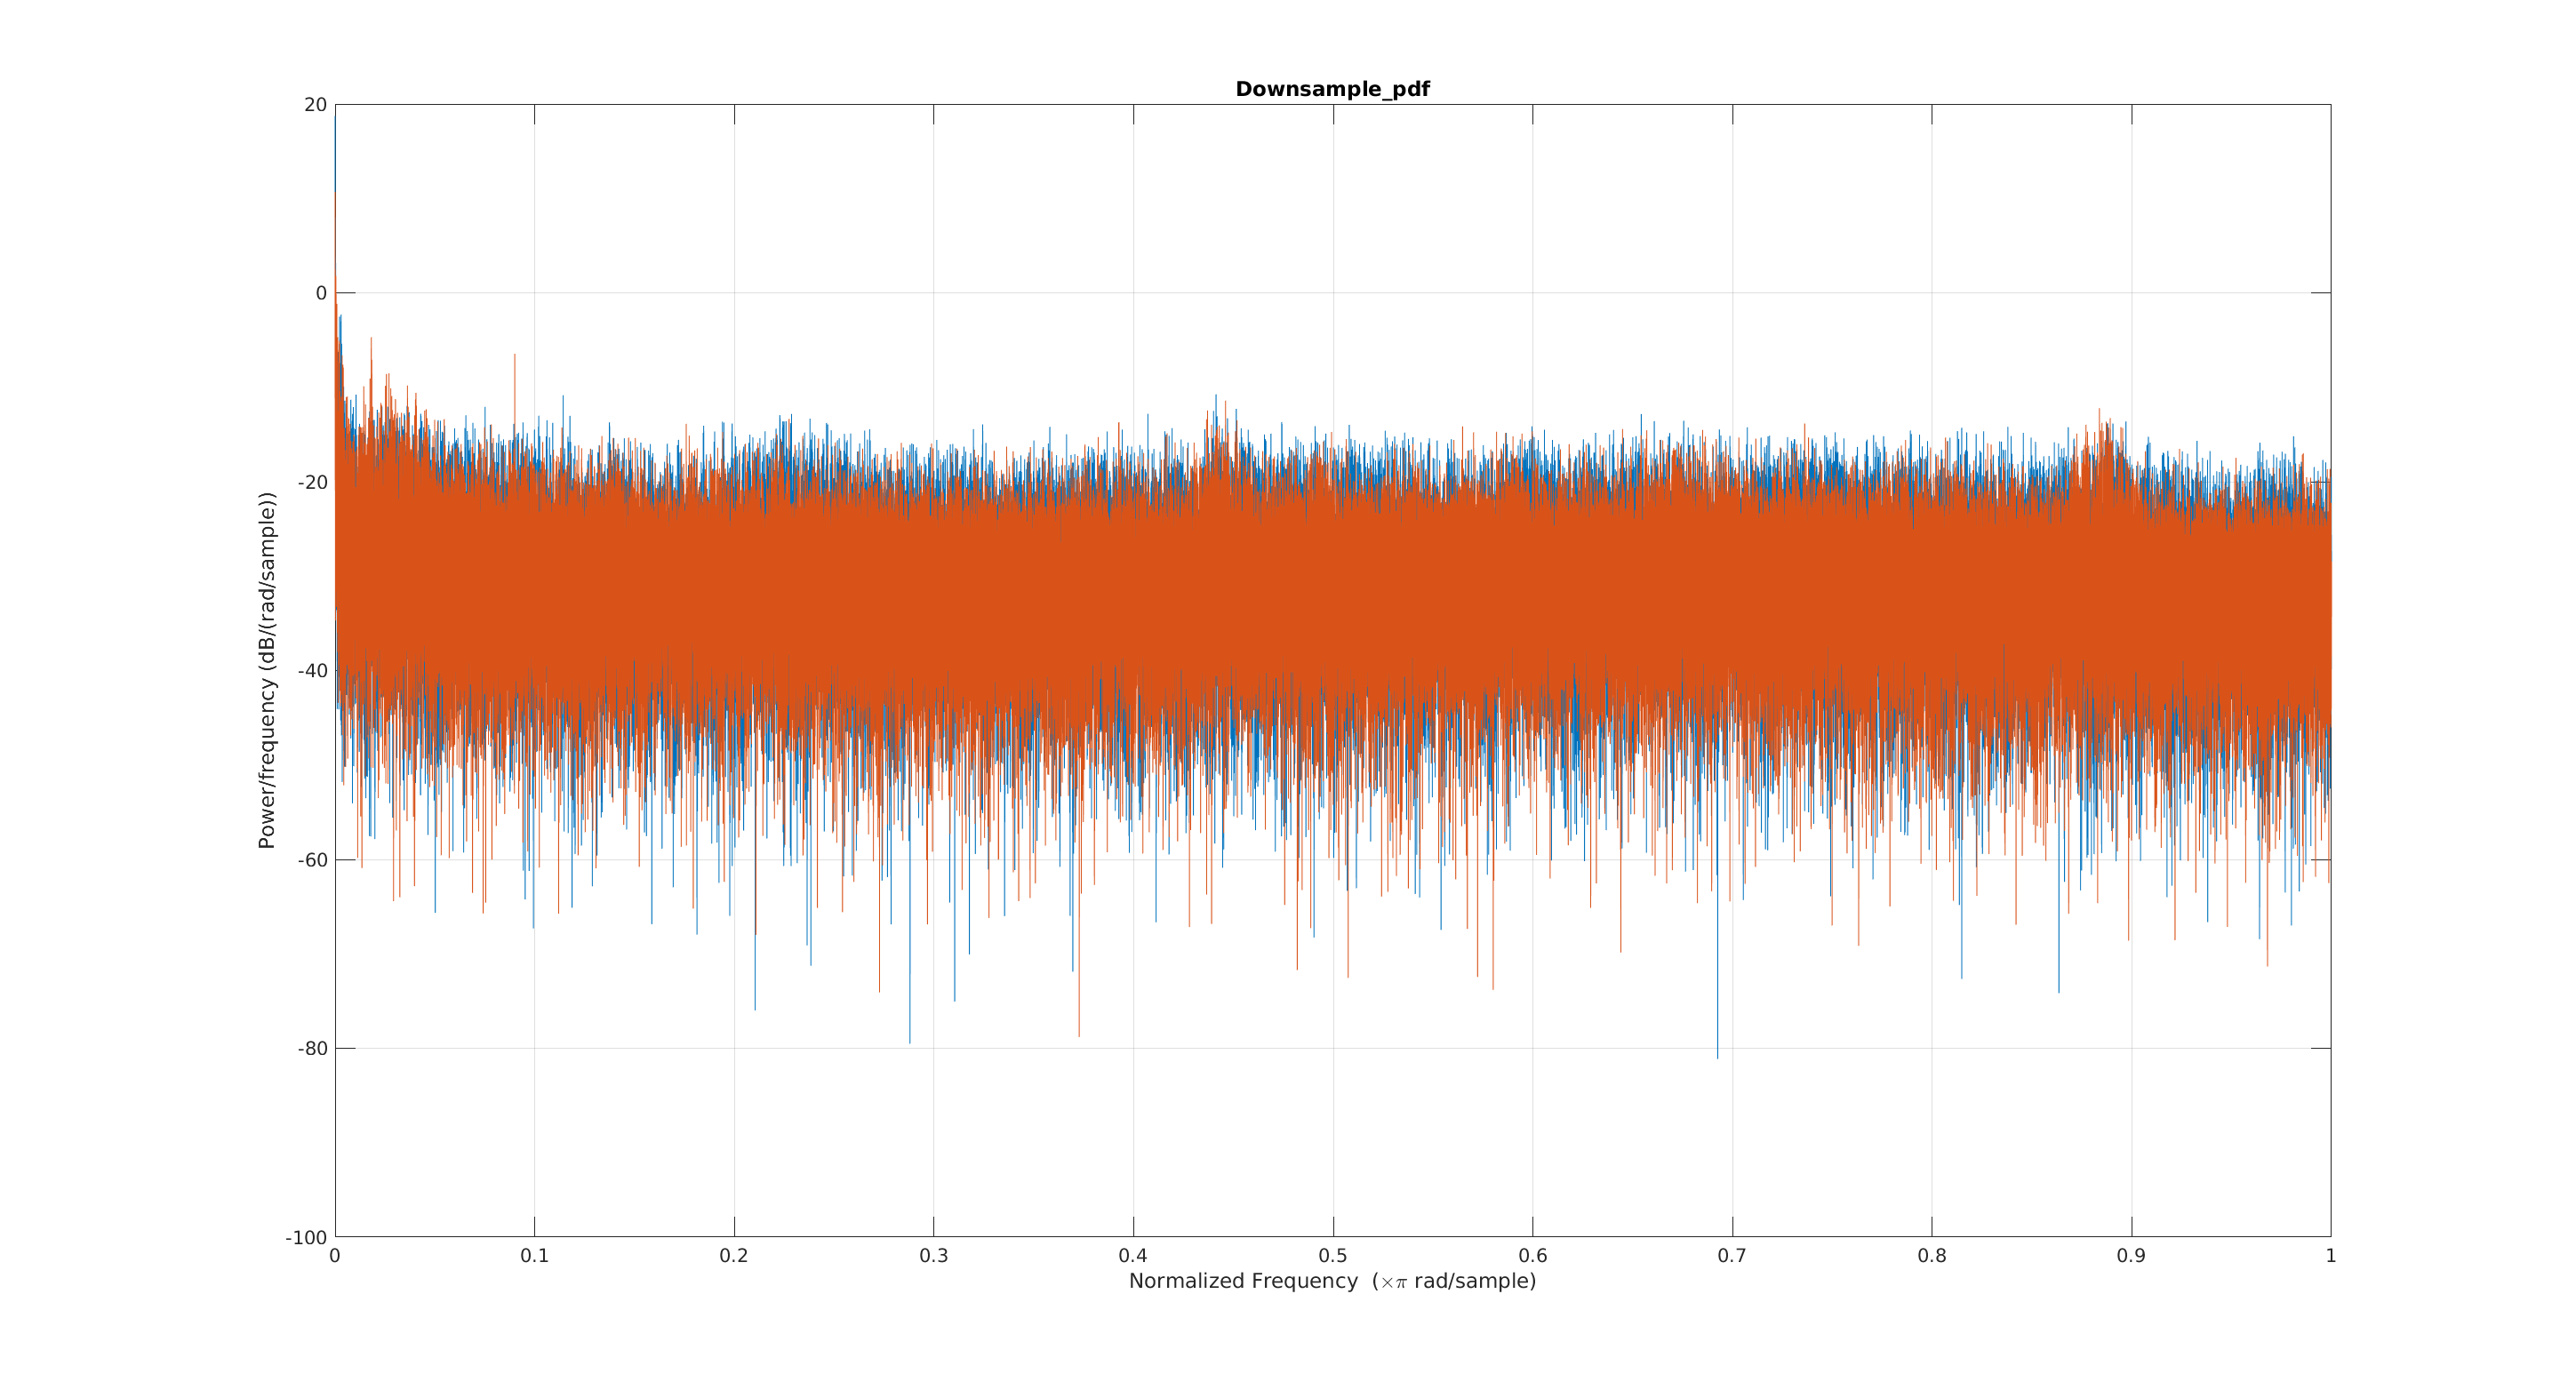 Downsample_pdf
20
0
-20
-40
-60
-80
-100
Power/frequency (dB/(rad/sample))
0 0.1 0.2 0.3 0.4 0.5 0.6 0.7 0.8 0.9 1
Normalized Frequency (×π rad/sample)